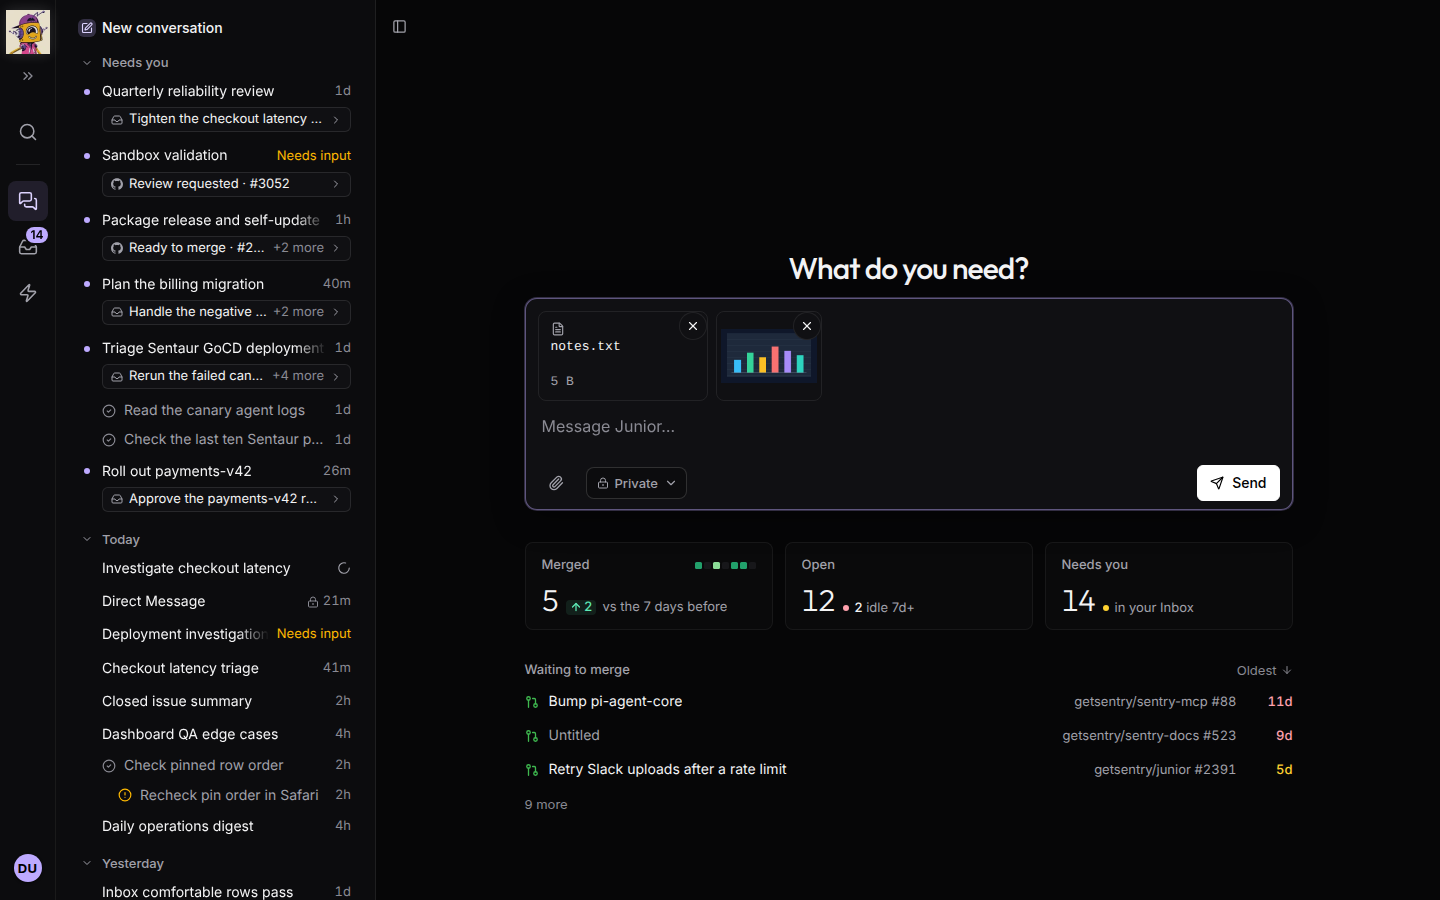 New conversation
Needs you
Quarterly reliability review 1d
Tighten the checkout latency ...
Sandbox validation Needs input
Review requested · #3052
Package release and self-update 1h
Ready to merge · #2... +2 more
Plan the billing migration 40m
Handle the negative ... +2 more
Triage Sentaur GoCD deployment 1d
Rerun the failed can... +4 more
Read the canary agent logs 1d
Check the last ten Sentaur p... 1d
Roll out payments-v42 26m
Approve the payments-v42 r...
Today
Investigate checkout latency
Direct Message 21m
Deployment investigation Needs input
Checkout latency triage 41m
Closed issue summary 2h
Dashboard QA edge cases 4h
Check pinned row order 2h
Recheck pin order in Safari 2h
Daily operations digest 4h
Yesterday
Inbox comfortable rows pass 1d
14
DU
What do you need?
notes.txt
5 B
Message Junior...
Private
Send
Merged
5 2 vs the 7 days before
Open
12 2 idle 7d+
Needs you
14 in your Inbox
Waiting to merge Oldest
Bump pi-agent-core getsentry/sentry-mcp #88 11d
Untitled getsentry/sentry-docs #523 9d
Retry Slack uploads after a rate limit getsentry/junior #2391 5d
9 more